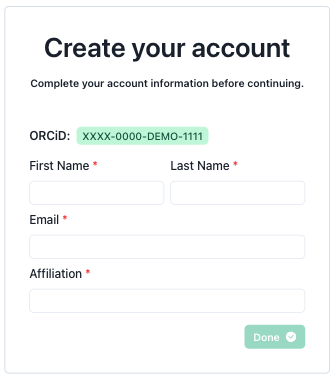 Create your account
Complete your account information before continuing.
ORCiD: XXXX-0000-DEMO-1111
First Name * Last Name *
Email *
Affiliation *
Done